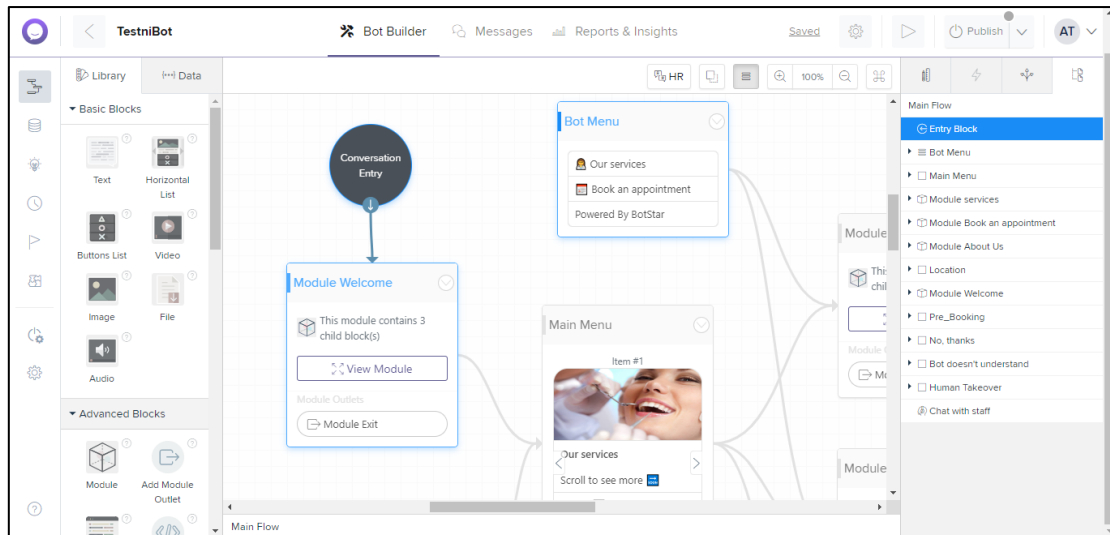 TestniBot
Bot Builder
Messages
Reports & Insights
Saved
Publish
AT
Library
Data
HR
100%
Main Flow
Basic Blocks
Text
Horizontal
List
Buttons List
Video
Image
File
Audio
Advanced Blocks
Module
Add Module
Outlet
Conversation
Entry
Module Welcome
This module contains 3
child block(s)
View Module
Module Outlets
Module Exit
Bot Menu
Our services
Book an appointment
Powered By BotStar
Main Menu
Item #1
Our services
Scroll to see more
Module
Module
Entry Block
Bot Menu
Main Menu
Module services
Module Book an appointment
Module About Us
Location
Module Welcome
Pre_Booking
No, thanks
Bot doesn't understand
Human Takeover
Chat with staff
Main Flow